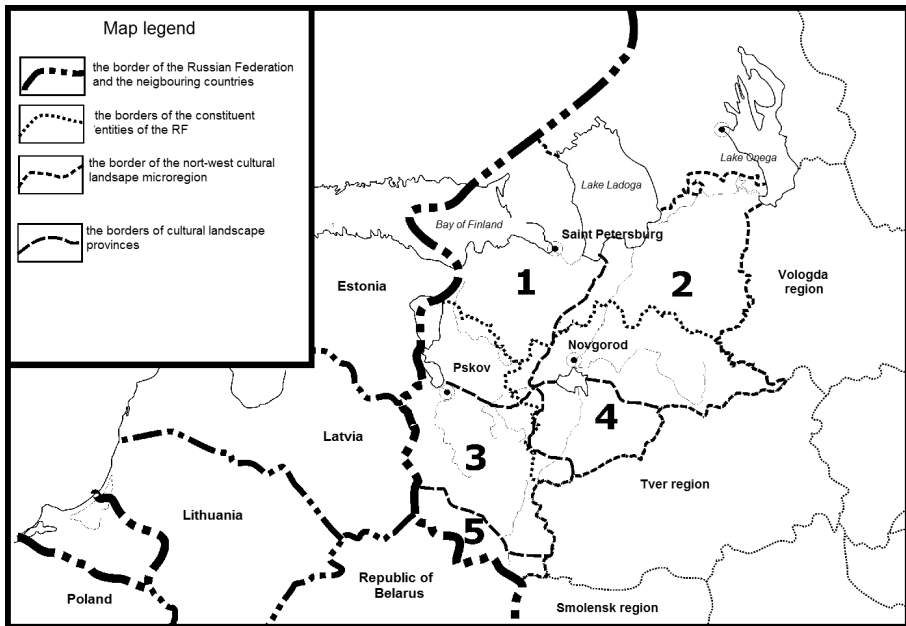 Map legend
the border of the Russian Federation
and the neigbouring countries
the borders of the constituent
entities of the RF
the border of the nort-west cultural
landsape microregion
the borders of cultural landscape
provinces
Lake Onega
Lake Ladoga
Bay of Finland
Saint Petersburg
Estonia
1
2
Vologda
region
Novgorod
Pskov
4
Latvia
3
Tver region
Lithuania
5
Republic of
Belarus
Poland
Smolensk region